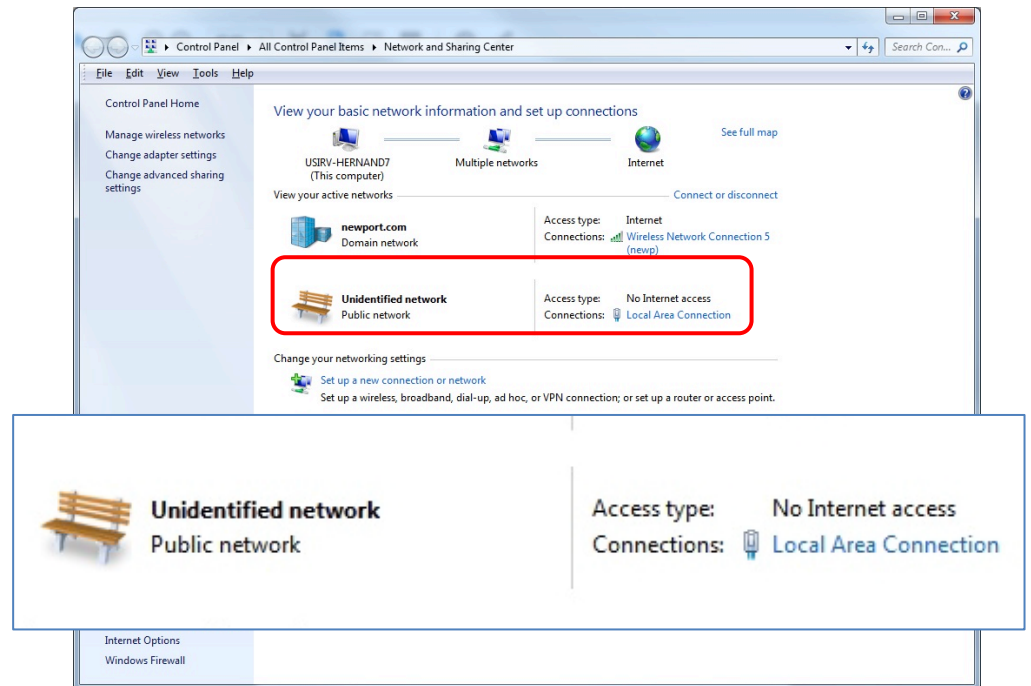 Control Panel ▸ All Control Panel Items ▸ Network and Sharing Center
Search Con...
File Edit View Tools Help
Control Panel Home
Manage wireless networks
Change adapter settings
Change advanced sharing
settings
View your basic network information and set up connections
See full map
USIRV-HERNAND7
(This computer)
Multiple networks
Internet
View your active networks
Connect or disconnect
newport.com
Domain network
Access type: Internet
Connections: Wireless Network Connection 5
(newp)
Unidentified network
Public network
Access type: No Internet access
Connections: Local Area Connection
Change your networking settings
Set up a new connection or network
Set up a wireless, broadband, dial-up, ad hoc, or VPN connection; or set up a router or access point.
Unidentified network
Public network
Access type: No Internet access
Connections: Local Area Connection
Internet Options
Windows Firewall